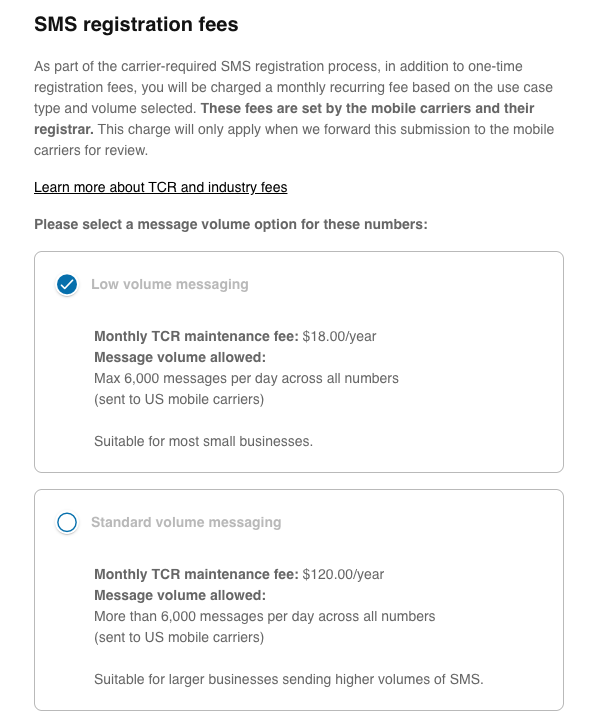 SMS registration fees
As part of the carrier-required SMS registration process, in addition to one-time
registration fees, you will be charged a monthly recurring fee based on the use case
type and volume selected. These fees are set by the mobile carriers and their
registrar. This charge will only apply when we forward this submission to the mobile
carriers for review.
Learn more about TCR and industry fees
Please select a message volume option for these numbers:
Low volume messaging
Monthly TCR maintenance fee: $18.00/year
Message volume allowed:
Max 6,000 messages per day across all numbers
(sent to US mobile carriers)
Suitable for most small businesses.
Standard volume messaging
Monthly TCR maintenance fee: $120.00/year
Message volume allowed:
More than 6,000 messages per day across all numbers
(sent to US mobile carriers)
Suitable for larger businesses sending higher volumes of SMS.